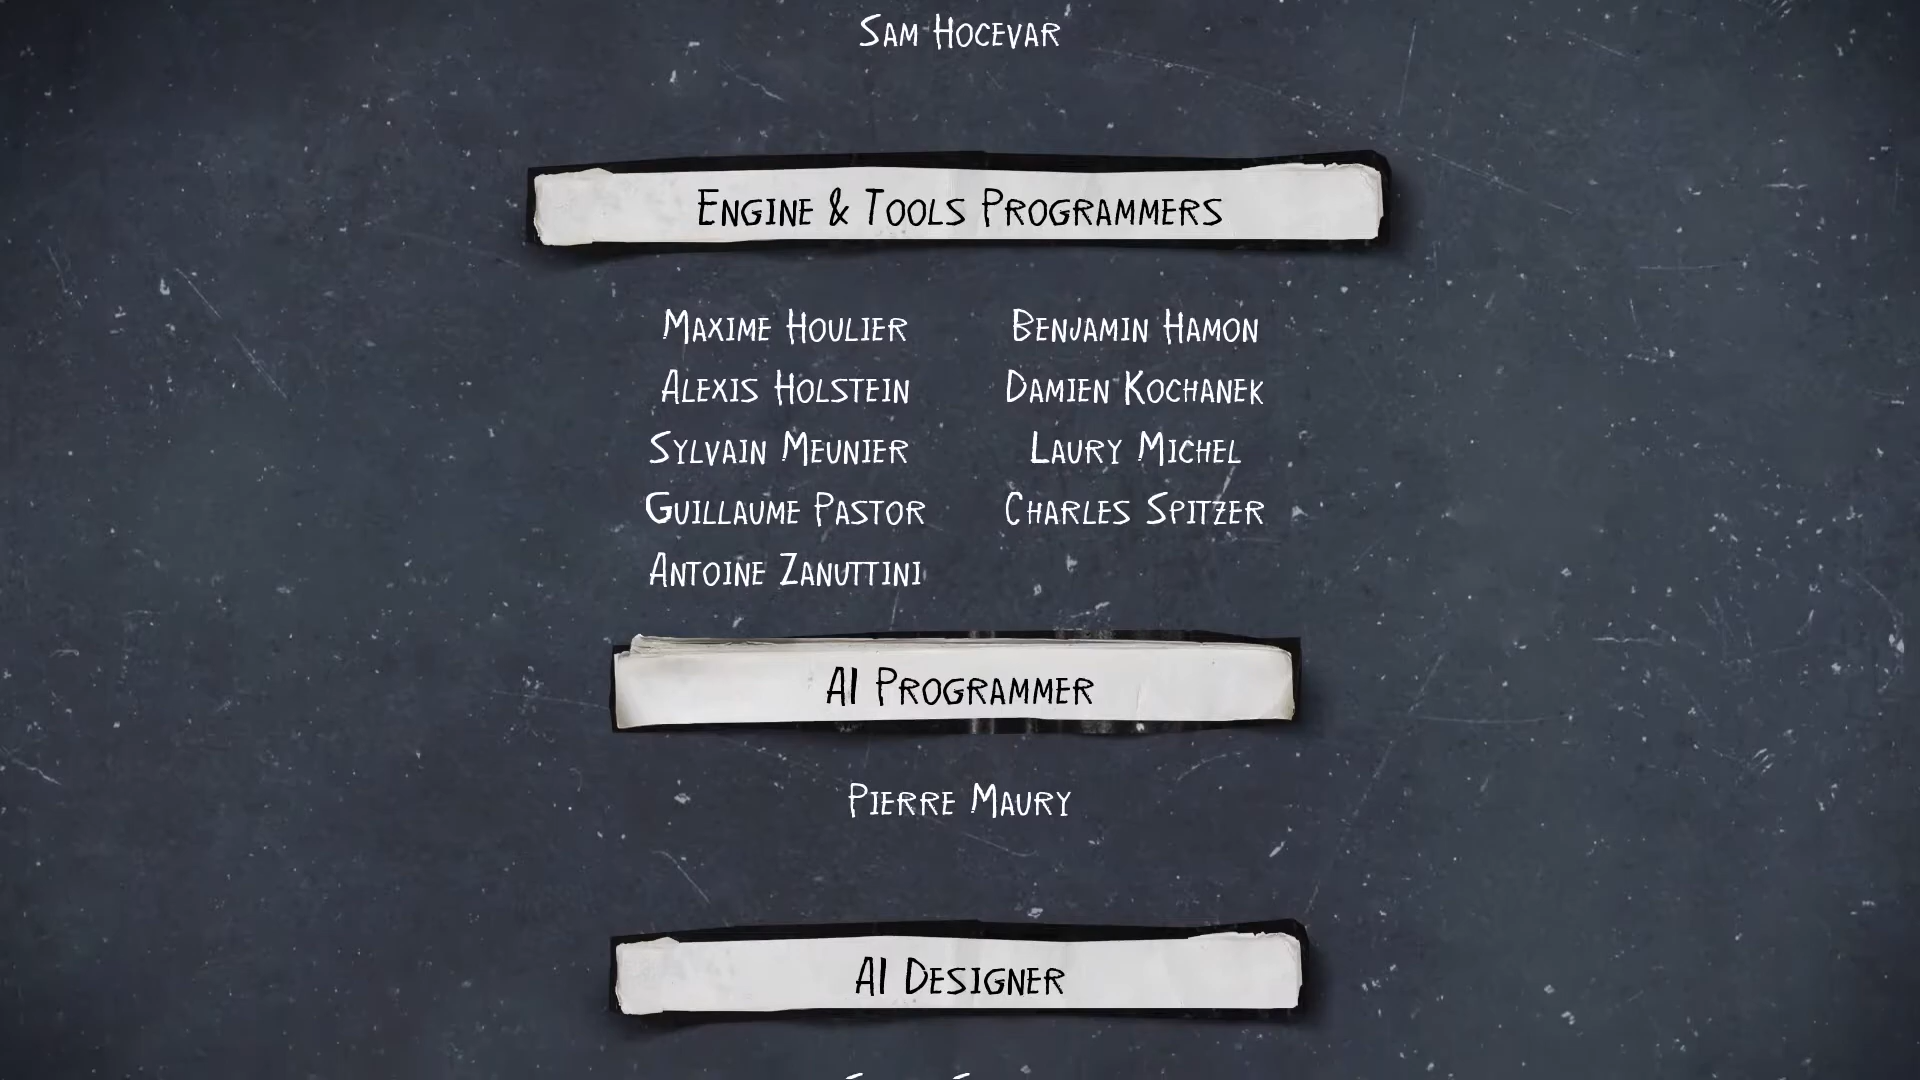 Sam Hocevar
Engine & Tools Programmers
Maxime Houlier Benjamin Hamon
Alexis Holstein Damien Kochanek
Sylvain Meunier Laury Michel
Guillaume Pastor Charles Spitzer
Antoine Zanuttini
AI Programmer
Pierre Maury
AI Designer